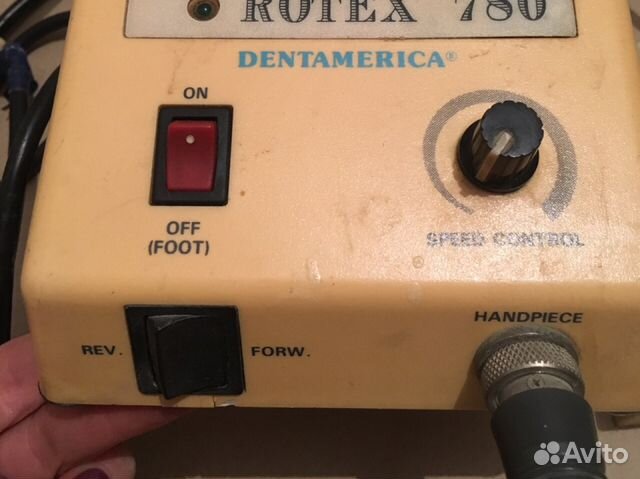 ROTEX 780
DENTAMERICA®
ON
OFF
(FOOT)
SPEED CONTROL
HANDPIECE
REV.
FORW.
Avito